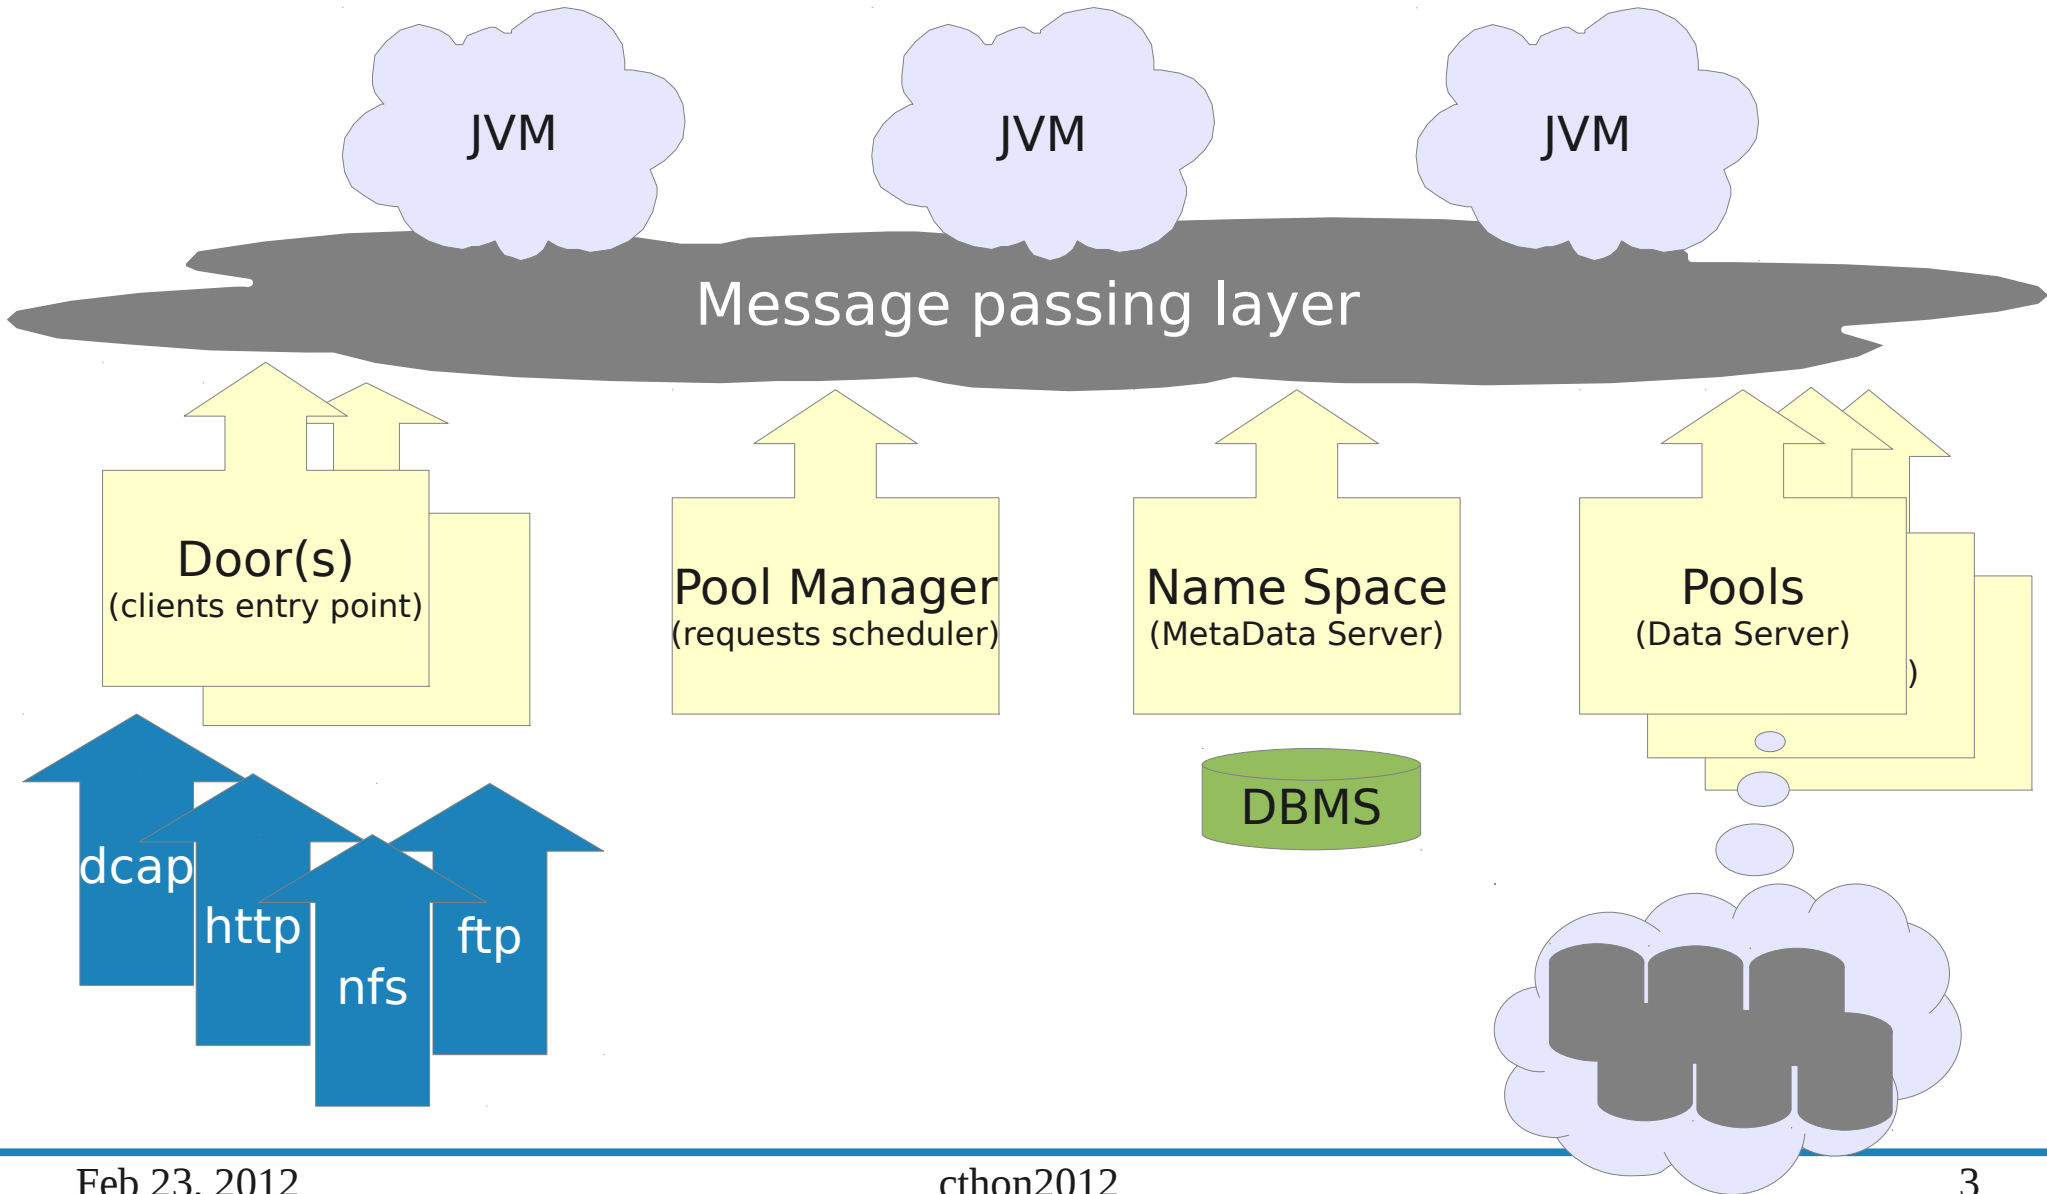 JVM
JVM
JVM
Message passing layer
Door(s)
(clients entry point)
Pool Manager
(requests scheduler)
Name Space
(MetaData Server)
Pools
(Data Server)
)
DBMS
dcap
http
nfs
ftp
Feb 23, 2012
cthon2012
3